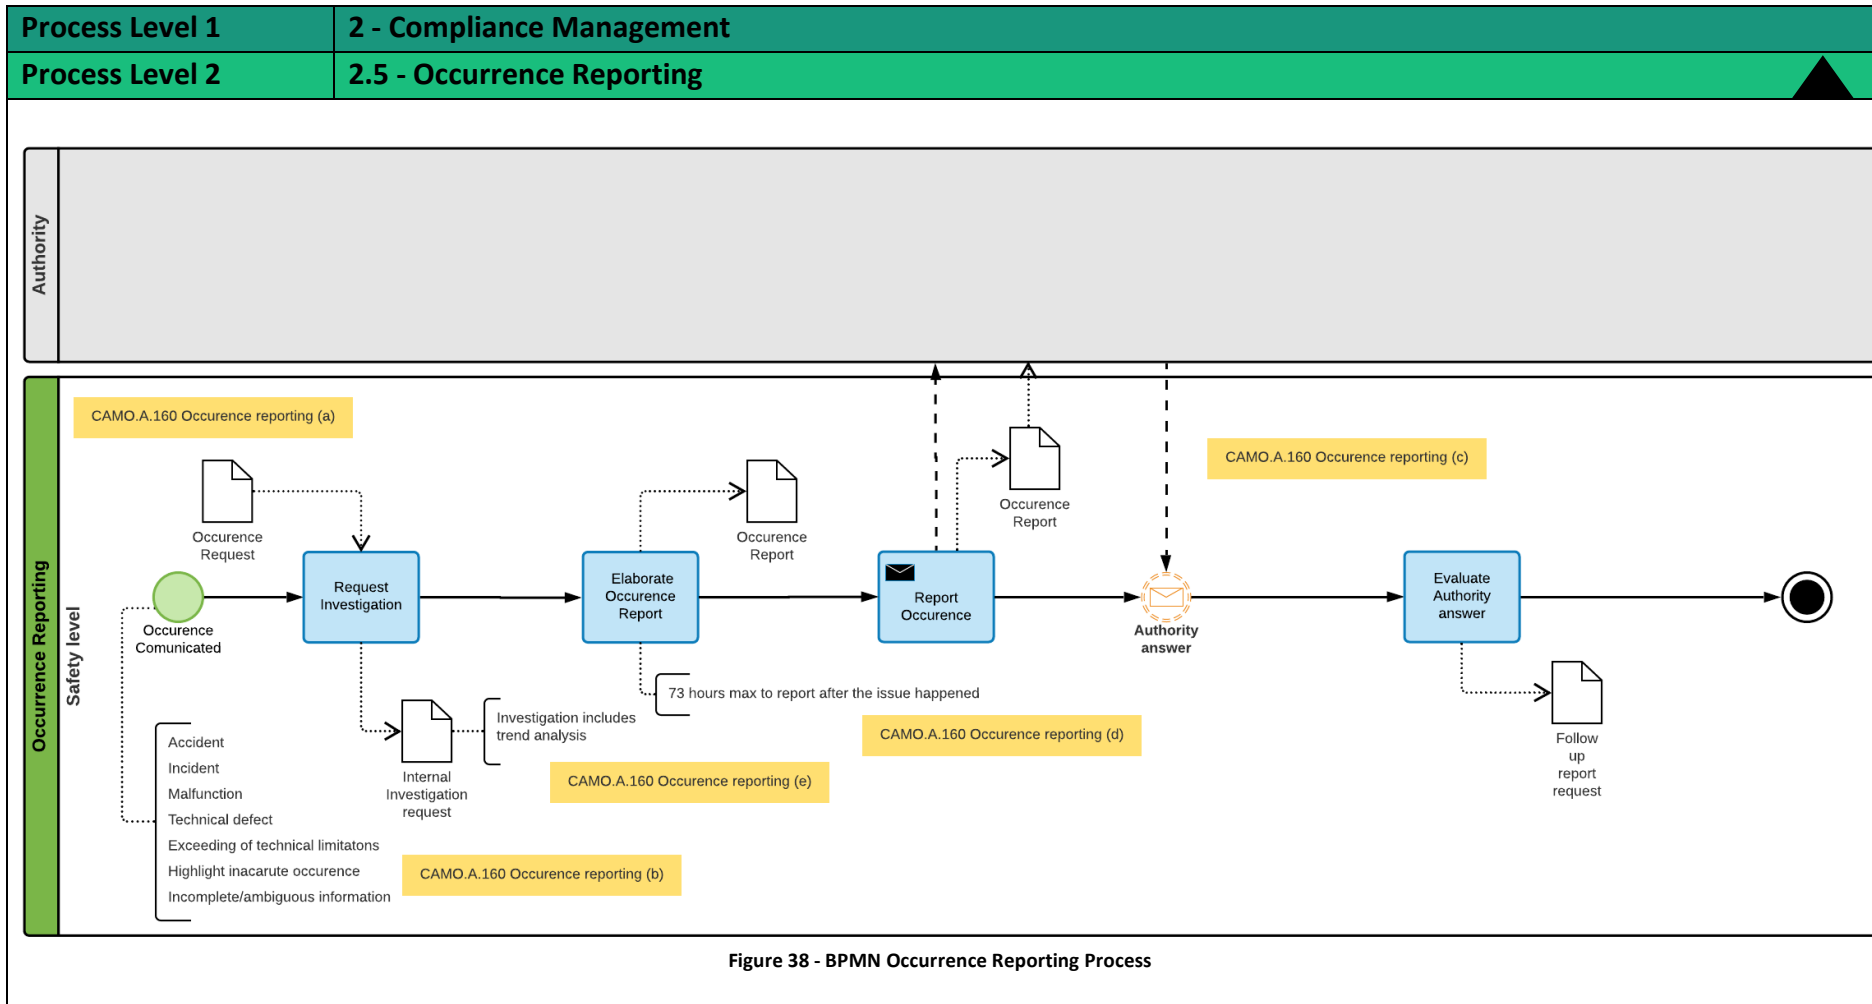 Process Level 1
2 - Compliance Management
Process Level 2
2.5 - Occurrence Reporting
Authority
Occurrence Reporting
Safety level
CAMO.A.160 Occurence reporting (a)
Occurence
Request
Occurence
Comunicated
Request
Investigation
Elaborate
Occurence
Report
Occurence
Report
Report
Occurence
Occurence
Report
CAMO.A.160 Occurence reporting (c)
Authority
answer
Evaluate
Authority
answer
73 hours max to report after the issue happened
Investigation includes
trend analysis
CAMO.A.160 Occurence reporting (d)
Internal
Investigation
request
CAMO.A.160 Occurence reporting (e)
Follow
up
report
request
Accident
Incident
Malfunction
Technical defect
Exceeding of technical limitatons
Highlight inacarute occurence
Incomplete/ambiguous information
CAMO.A.160 Occurence reporting (b)
Figure 38 - BPMN Occurrence Reporting Process